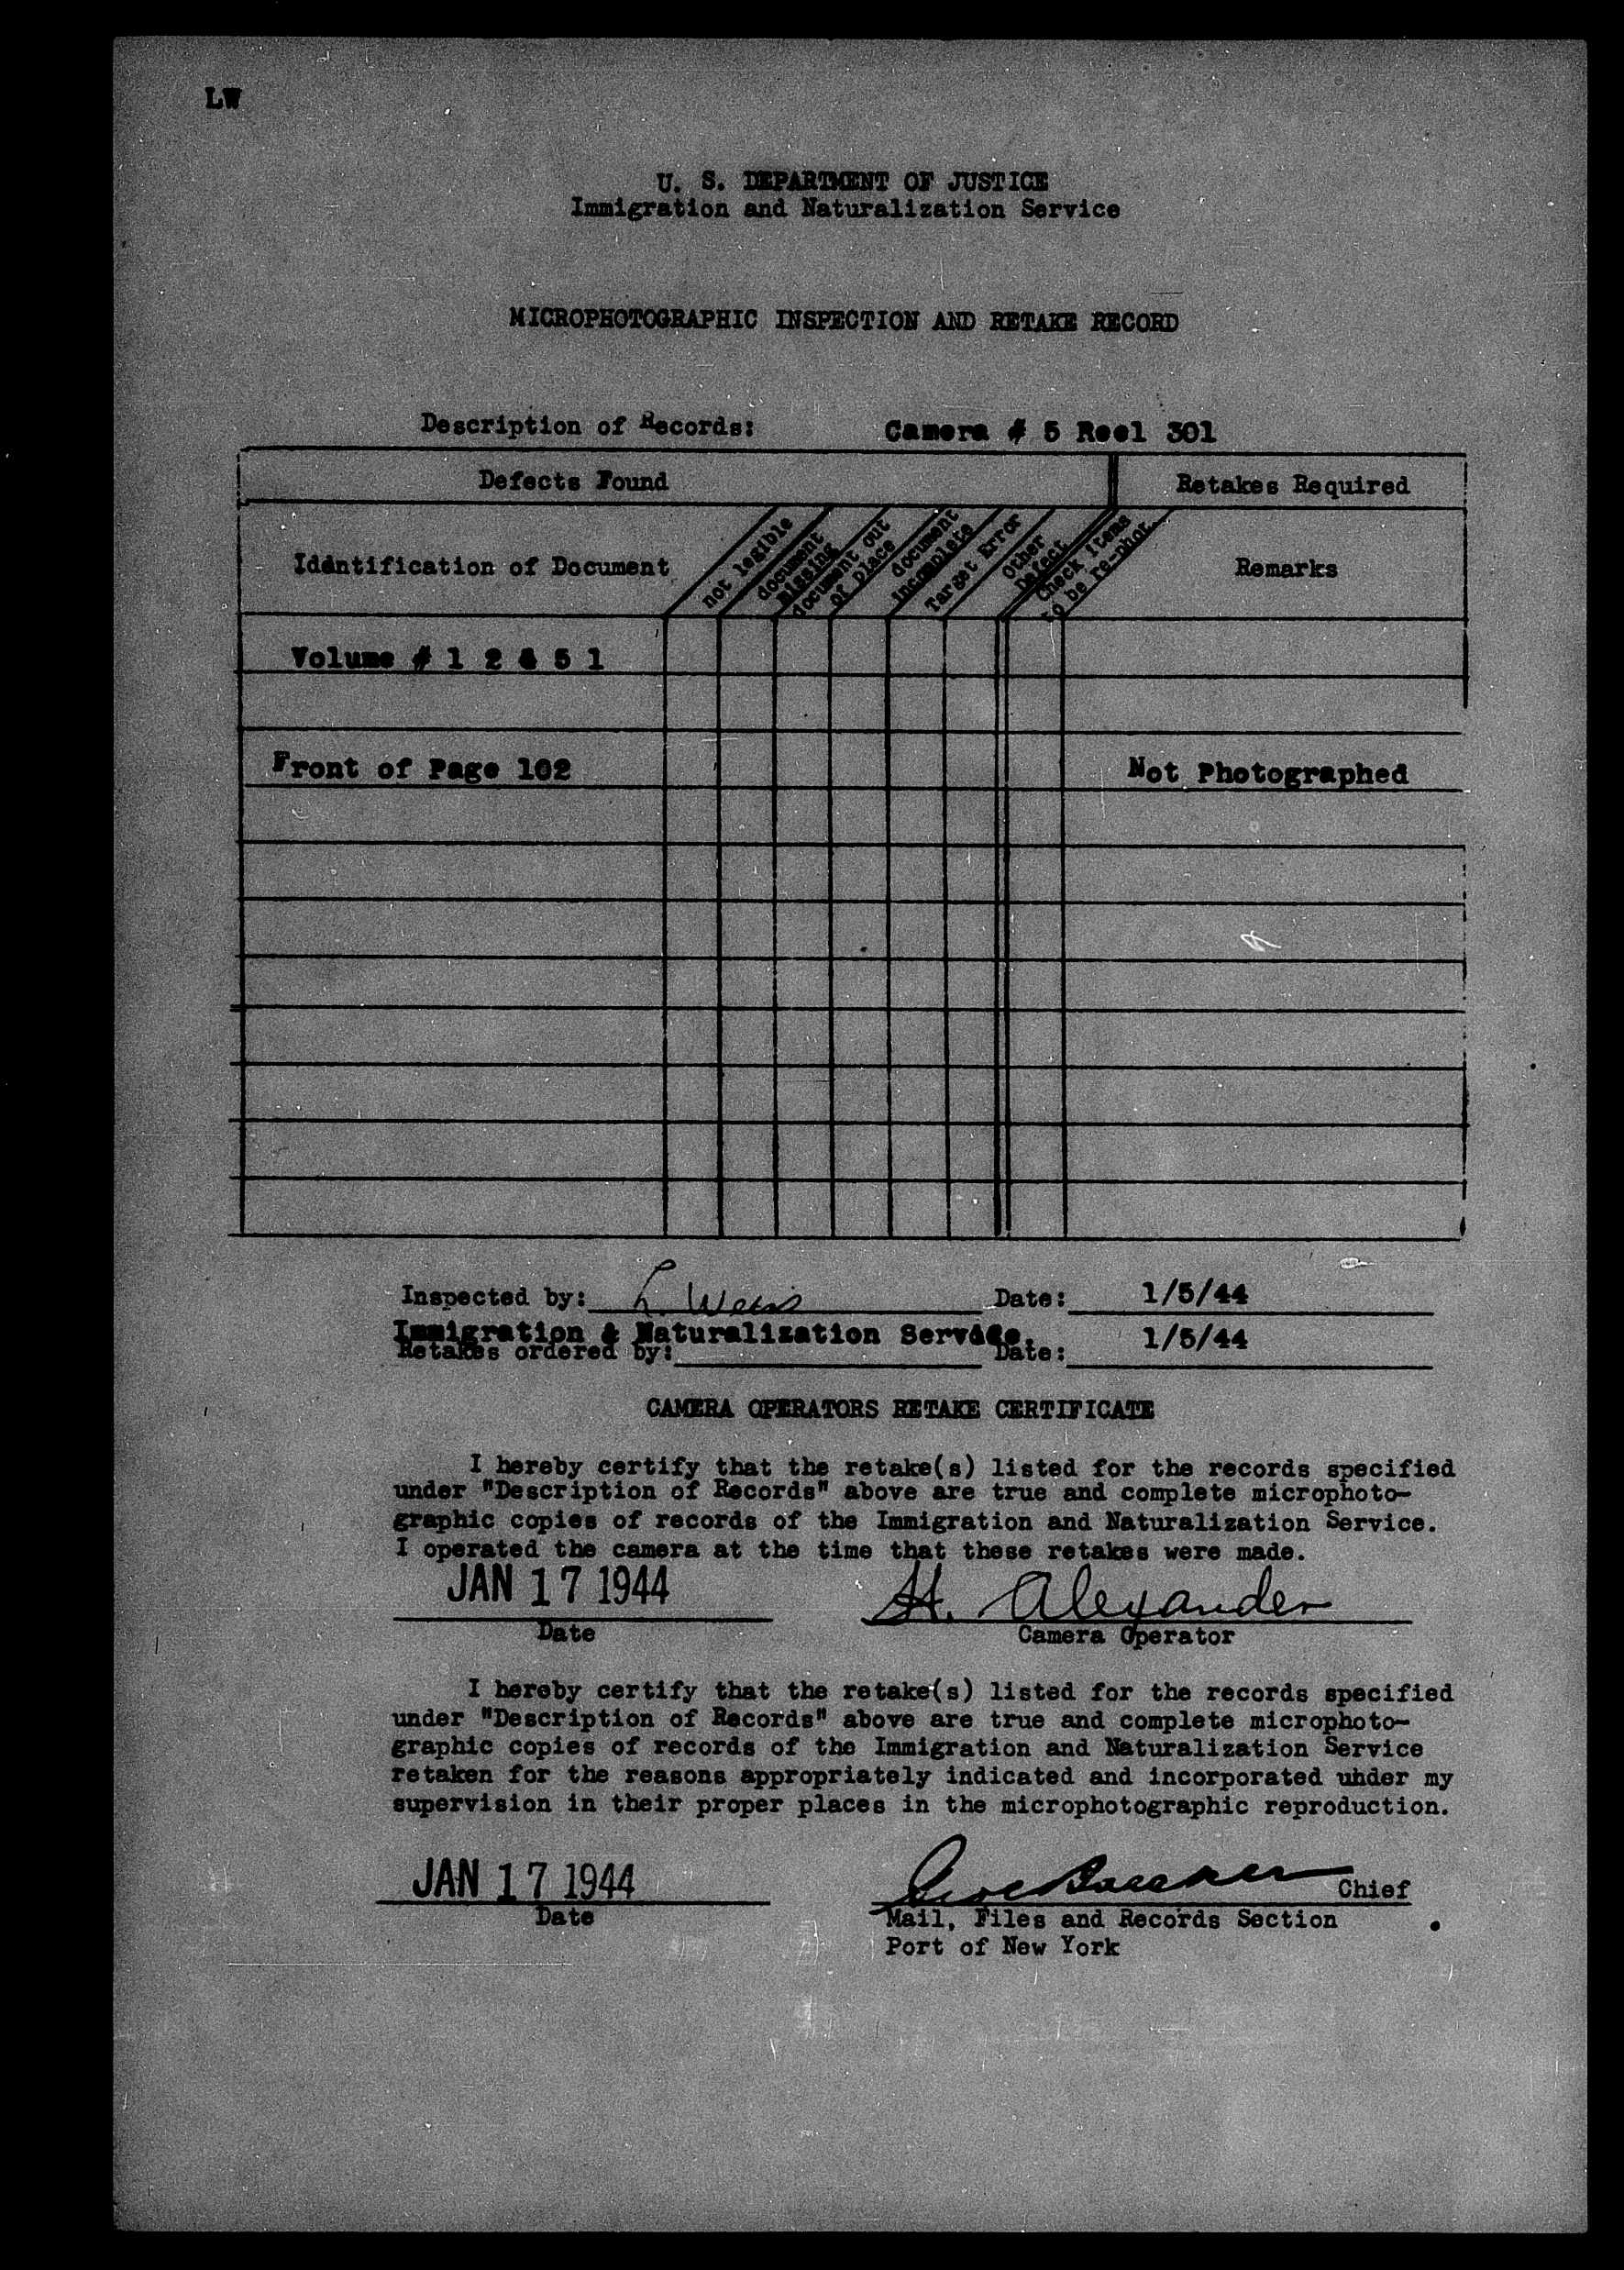 LW
U. S. DEPARTMENT OF JUSTICE
Immigration and Naturalization Service
MICROPHOTOGRAPHIC INSPECTION AND RETAKE RECORD
Description of Records: Camera # 5 Reel 301
Defects Found Retakes Required
Identification of Document
not legible
document missing
document out of place
document incomplete
Target Error
Other Defect
Check items to be re-phot.
Remarks
Volume #
Front of Page 102 Not Photographed
Inspected by: L. Weiss Date: 1/5/44
Immigration & Naturalization Service.
Retakes ordered by: Date: 1/5/44
CAMERA OPERATORS RETAKE CERTIFICATE
I hereby certify that the retake(s) listed for the records specified
under "Description of Records" above are true and complete microphoto-
graphic copies of records of the Immigration and Naturalization Service.
I operated the camera at the time that these retakes were made.
JAN 17 1944 H. Alexander
Date Camera Operator
I hereby certify that the retake(s) listed for the records specified
under "Description of Records" above are true and complete microphoto-
graphic copies of records of the Immigration and Naturalization Service
retaken for the reasons appropriately indicated and incorporated under my
supervision in their proper places in the microphotographic reproduction.
JAN 17 1944 Chief
Date Mail, Files and Records Section
Port of New York